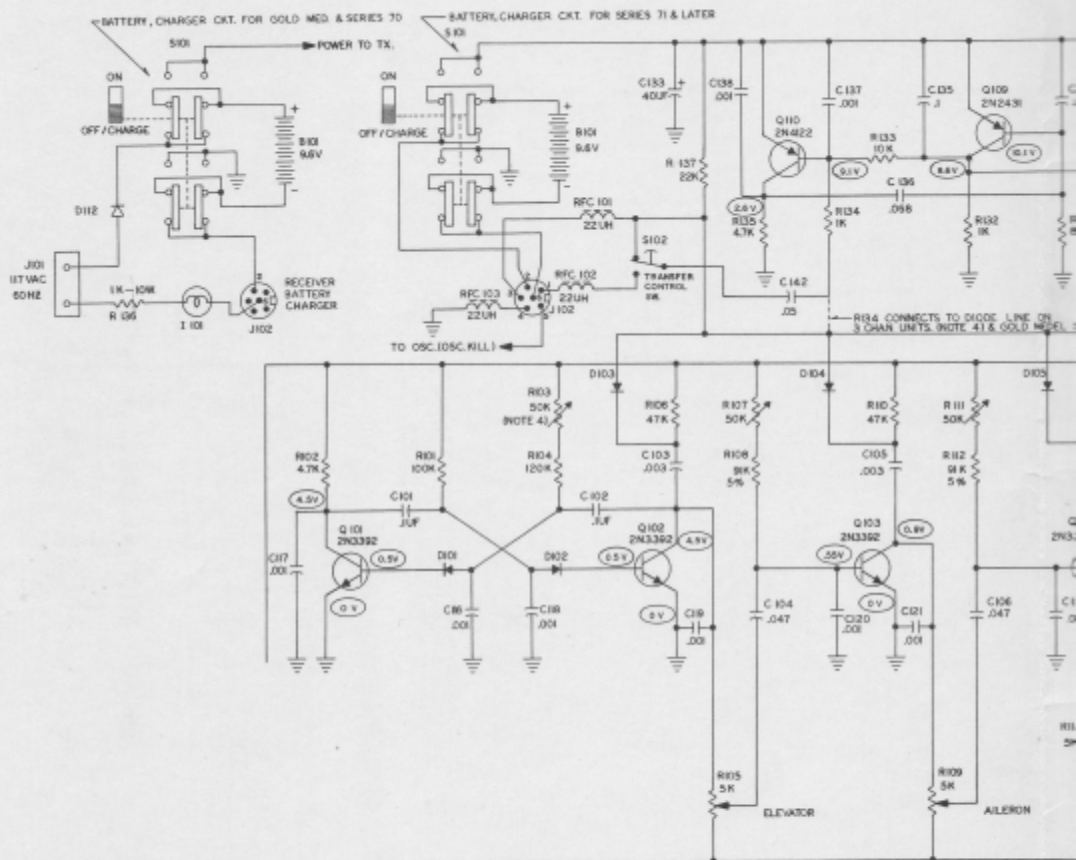 BATTERY, CHARGER CKT. FOR GOLD MED. & SERIES 70
BATTERY, CHARGER CKT. FOR SERIES 71 & LATER
S101
POWER TO TX.
S101
ON
OFF/CHARGE
B101
9.6V
+
-
D112
J101
117 VAC
60 HZ
1K-10W
R136
I 101
J102
RECEIVER
BATTERY
CHARGER
ON
OFF/CHARGE
B101
9.6V
+
-
RFC 101
22UH
RFC 102
22UH
RFC 103
22UH
J102
S102
TRANSFER
CONTROL
SW.
TO OSC. (OSC. KILL)
C133
40UF
+
R137
22K
C138
.001
Q110
2N4122
C137
.001
C135
.1
Q109
2N2431
R133
10K
9.1V
8.8V
10.1V
C136
.068
2.6V
R135
4.7K
R134
1K
R132
1K
C142
.05
R134 CONNECTS TO DIODE LINE ON
3 CHAN. UNITS. (NOTE 4) & GOLD MEDEL
D103
D104
D105
R102
4.7K
R101
100K
R103
50K
(NOTE 4)
R104
120K
R106
47K
C103
.003
R107
50K
R108
91K
5%
R110
47K
C105
.003
R111
50K
R112
91K
5%
4.5V
C101
.1UF
C102
.1UF
Q101
2N3392
0.5V
D101
D102
0.5V
Q102
2N3392
4.9V
Q103
2N3392
.55V
0.8V
C117
.001
0V
C116
.001
C118
.001
0V
C119
.001
C104
.047
C120
.001
0V
C121
.001
C106
.047
R105
5K
ELEVATOR
R109
5K
AILERON